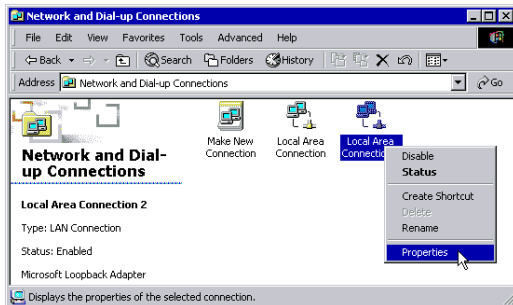 Network and Dial-up Connections
File Edit View Favorites Tools Advanced Help
Back Search Folders History
Address Network and Dial-up Connections Go
Network and Dial-
up Connections
Local Area Connection 2
Type: LAN Connection
Status: Enabled
Microsoft Loopback Adapter
Make New
Connection
Local Area
Connection
Local Area
Connectio
Disable
Status
Create Shortcut
Delete
Rename
Properties
Displays the properties of the selected connection.